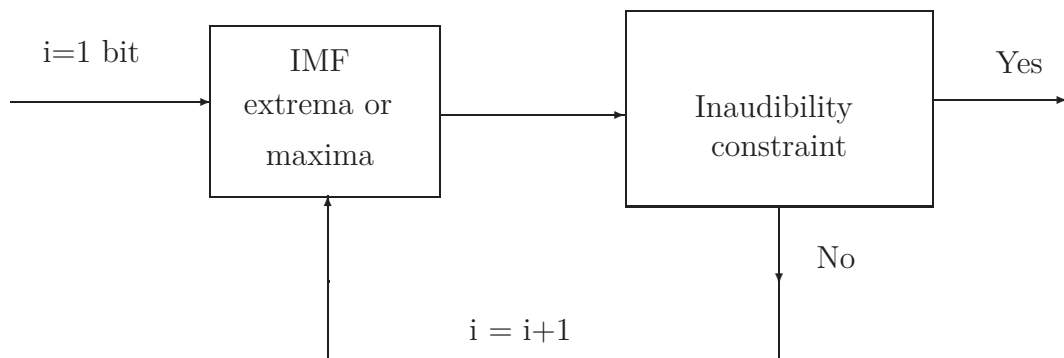 i=1 bit
IMF
extrema or
maxima
Inaudibility
constraint
Yes
No
i = i+1